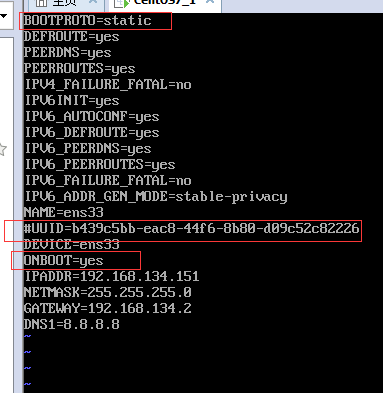 主页
CentOS7_1
BOOTPROTO=static
DEFROUTE=yes
PEERDNS=yes
PEERROUTES=yes
IPV4_FAILURE_FATAL=no
IPV6INIT=yes
IPV6_AUTOCONF=yes
IPV6_DEFROUTE=yes
IPV6_PEERDNS=yes
IPV6_PEERROUTES=yes
IPV6_FAILURE_FATAL=no
IPV6_ADDR_GEN_MODE=stable-privacy
NAME=ens33
#UUID=b439c5bb-eac8-44f6-8b80-d09c52c82226
DEVICE=ens33
ONBOOT=yes
IPADDR=192.168.134.151
NETMASK=255.255.255.0
GATEWAY=192.168.134.2
DNS1=8.8.8.8
~
~
~
~